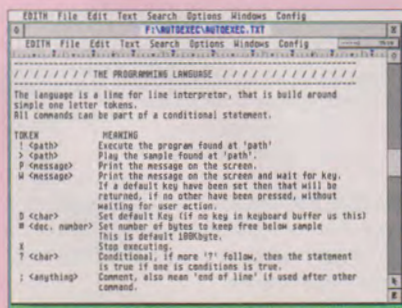 EDITH File Edit Text Search Options Windows Config
F:\AUTOEXEC\AUTOEXEC.TXT
EDITH File Edit Text Search Options Windows Config
/ / / / / / / / THE PROGRAMMING LANGUAGE / / / / / / / / / / / / / /
The language is a line for line interpretor, that is build around
simple one letter tokens.
All commands can be part of a conditional statement.
TOKEN MEANING
! <path> Execute the program found at 'path'
> <path> Play the sample found at 'path'.
P <message> Print the message on the screen.
W <message> Print the message on the screen and wait for key.
If a default key have been set then that will be
returned, if no other have been pressed, without
waiting for user action.
D <char> Set default Key (if no key in keyboard buffer us this)
# <dec. number> Set number of bytes to keep free below sample
This is default 100Kbyte.
X Stop executing.
? <char> Conditional, if more '?' follow, then the statement
is true if one is conditions is true.
; <anything> Comment, also mean 'end of line' if used after other
command.